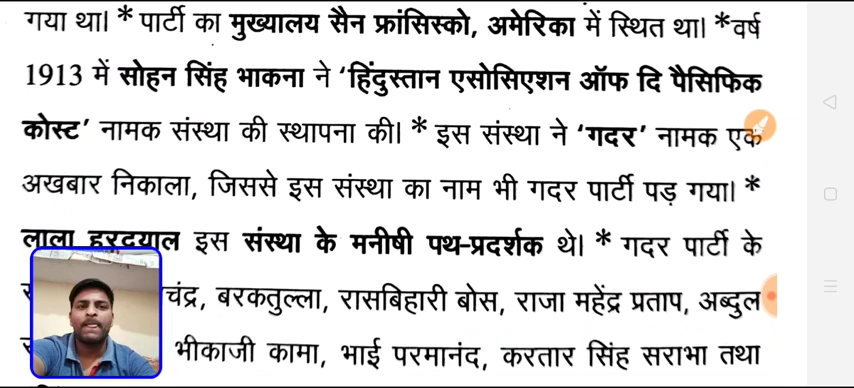 गया था। * पार्टी का मुख्यालय सैन फ्रांसिस्को, अमेरिका में स्थित था। * वर्ष
1913 में सोहन सिंह भाकना ने ‘हिंदुस्तान एसोसिएशन ऑफ दि पैसिफिक
कोस्ट’ नामक संस्था की स्थापना की। * इस संस्था ने ‘गदर’ नामक एक
अखबार निकाला, जिससे इस संस्था का नाम भी गदर पार्टी पड़ गया। *
लाला हरदयाल इस संस्था के मनीषी पथ-प्रदर्शक थे। * गदर पार्टी के
चंद्र, बरकतुल्ला, रासबिहारी बोस, राजा महेंद्र प्रताप, अब्दुल
भीकाजी कामा, भाई परमानंद, करतार सिंह सराभा तथा